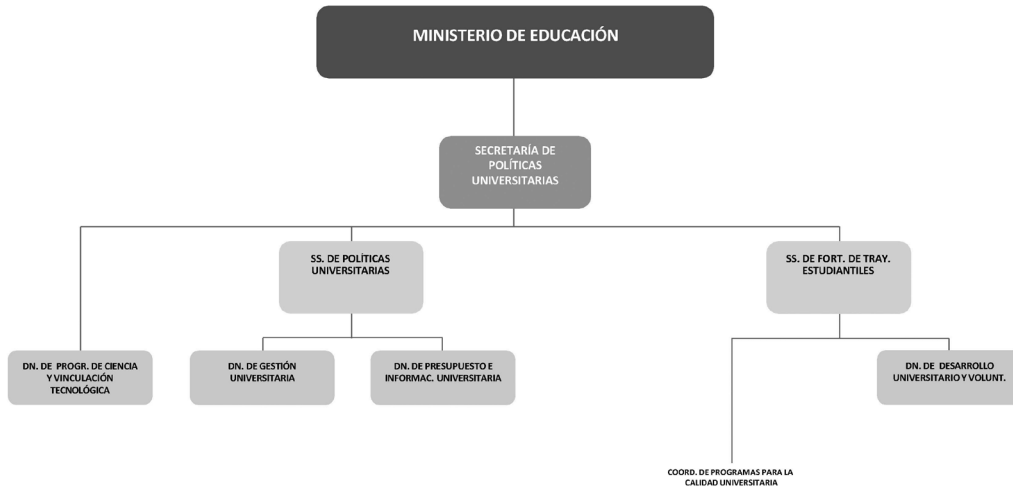 MINISTERIO DE EDUCACIÓN
SECRETARÍA DE
POLÍTICAS
UNIVERSITARIAS
SS. DE POLÍTICAS
UNIVERSITARIAS
SS. DE FORT. DE TRAY.
ESTUDIANTILES
DN. DE PROGR. DE CIENCIA
Y VINCULACIÓN
TECNOLÓGICA
DN. DE GESTIÓN
UNIVERSITARIA
DN. DE PRESUPUESTO E
INFORMAC. UNIVERSITARIA
DN. DE DESARROLLO
UNIVERSITARIO Y VOLUNT.
COORD. DE PROGRAMAS PARA LA
CALIDAD UNIVERSITARIA